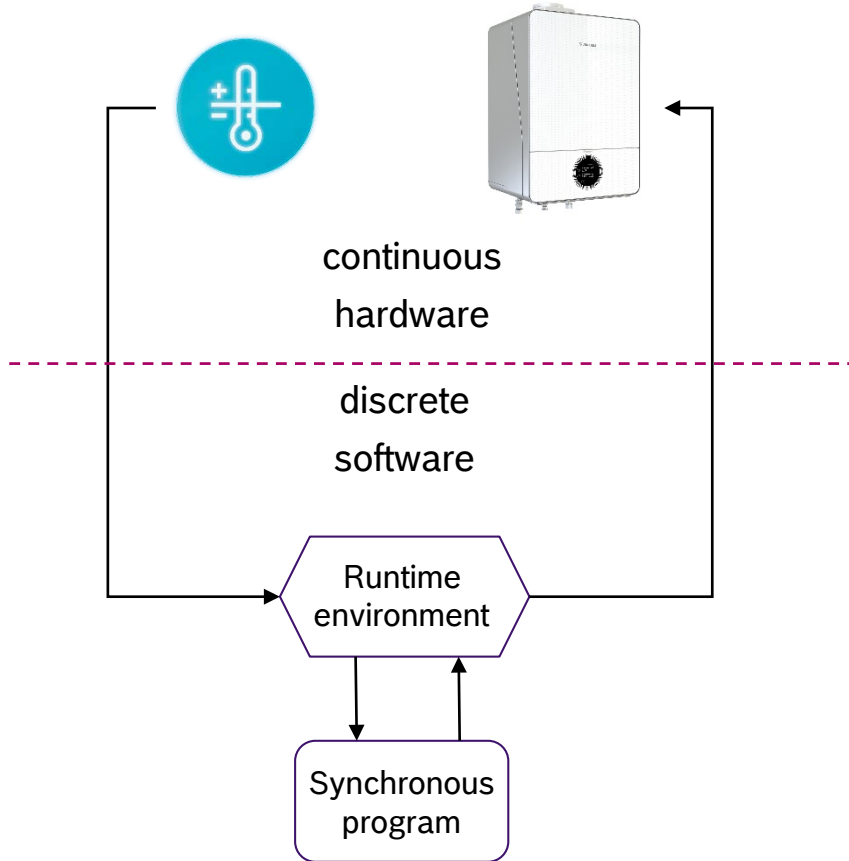 continuous
hardware
discrete
software
Runtime
environment
Synchronous
program